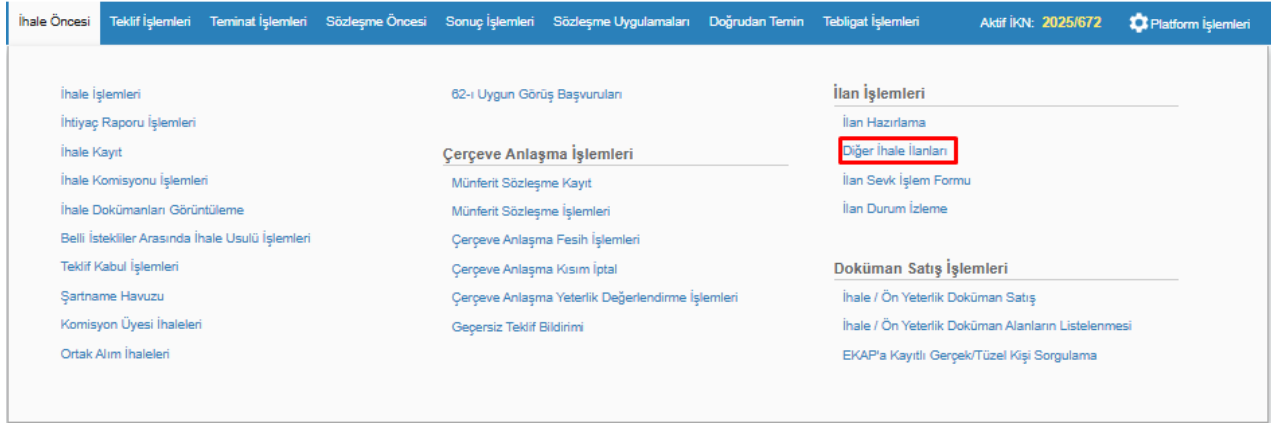 İhale Öncesi Teklif İşlemleri Teminat İşlemleri Sözleşme Öncesi Sonuç İşlemleri Sözleşme Uygulamaları Doğrudan Temin Tebligat İşlemleri Aktif İKN: 2025/672 Platform İşlemleri
İhale İşlemleri
İhtiyaç Raporu İşlemleri
İhale Kayıt
İhale Komisyonu İşlemleri
İhale Dokümanları Görüntüleme
Belli İstekliler Arasında İhale Usulü İşlemleri
Teklif Kabul İşlemleri
Şartname Havuzu
Komisyon Üyesi İhaleleri
Ortak Alım İhaleleri
62-ı Uygun Görüş Başvuruları
Çerçeve Anlaşma İşlemleri
Münferit Sözleşme Kayıt
Münferit Sözleşme İşlemleri
Çerçeve Anlaşma Fesih İşlemleri
Çerçeve Anlaşma Kısım İptal
Çerçeve Anlaşma Yeterlik Değerlendirme İşlemleri
Geçersiz Teklif Bildirimi
İlan İşlemleri
İlan Hazırlama
Diğer İhale İlanları
İlan Sevk İşlem Formu
İlan Durum İzleme
Doküman Satış İşlemleri
İhale / Ön Yeterlik Doküman Satış
İhale / Ön Yeterlik Doküman Alanların Listelenmesi
EKAP'a Kayıtlı Gerçek/Tüzel Kişi Sorgulama